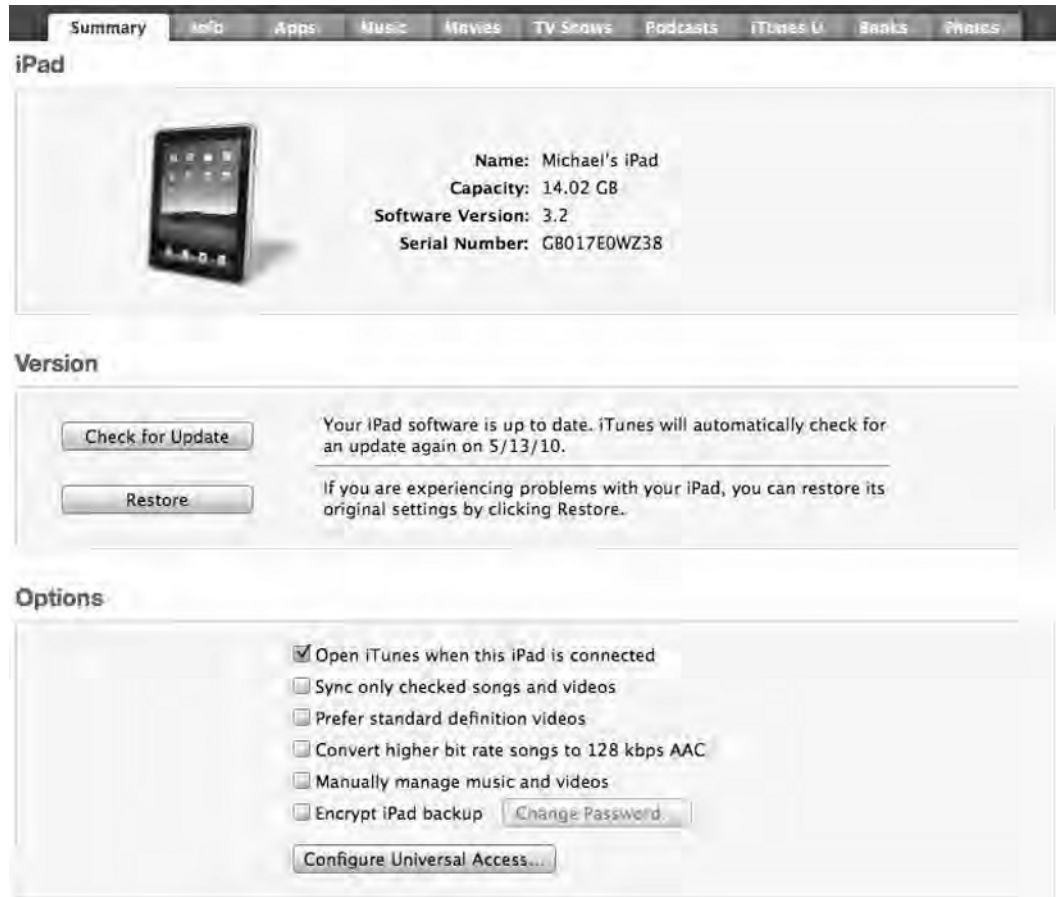 Summary Info Apps Music Movies TV Shows Podcasts iTunes U Books Photos
iPad
Name: Michael's iPad
Capacity: 14.02 GB
Software Version: 3.2
Serial Number: GB017E0WZ38
Version
Check for Update
Your iPad software is up to date. iTunes will automatically check for
an update again on 5/13/10.
Restore
If you are experiencing problems with your iPad, you can restore its
original settings by clicking Restore.
Options
Open iTunes when this iPad is connected
Sync only checked songs and videos
Prefer standard definition videos
Convert higher bit rate songs to 128 kbps AAC
Manually manage music and videos
Encrypt iPad backup Change Password...
Configure Universal Access...